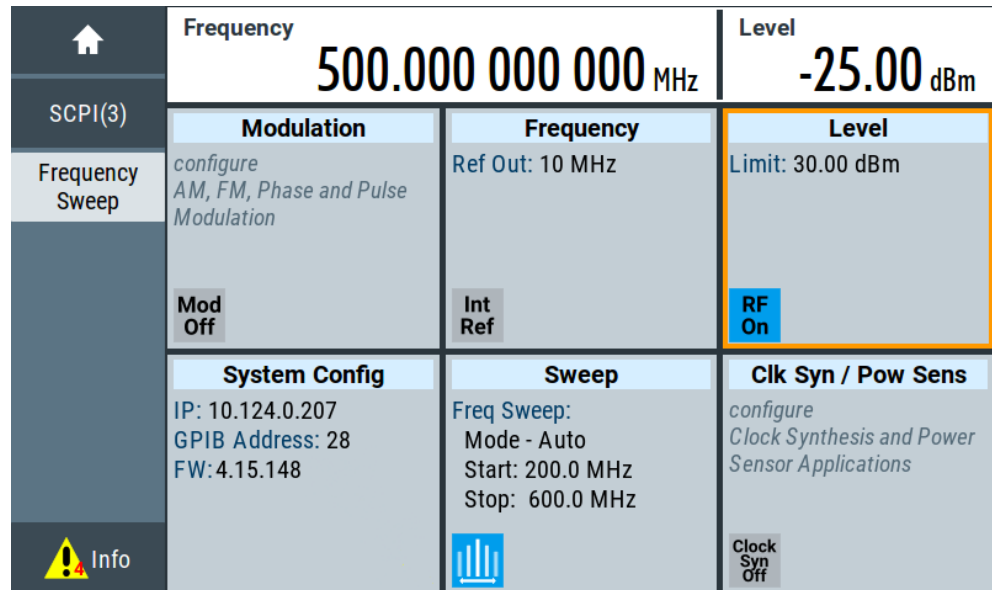 Frequency
500.000 000 000 MHz
Level
-25.00 dBm
SCPI(3)
Frequency
Sweep
Modulation
configure
AM, FM, Phase and Pulse
Modulation
Mod
Off
Frequency
Ref Out: 10 MHz
Int
Ref
Level
Limit: 30.00 dBm
RF
On
System Config
IP: 10.124.0.207
GPIB Address: 28
FW:4.15.148
Sweep
Freq Sweep:
Mode - Auto
Start: 200.0 MHz
Stop: 600.0 MHz
Clk Syn / Pow Sens
configure
Clock Synthesis and Power
Sensor Applications
Clock
Syn
Off
4 Info